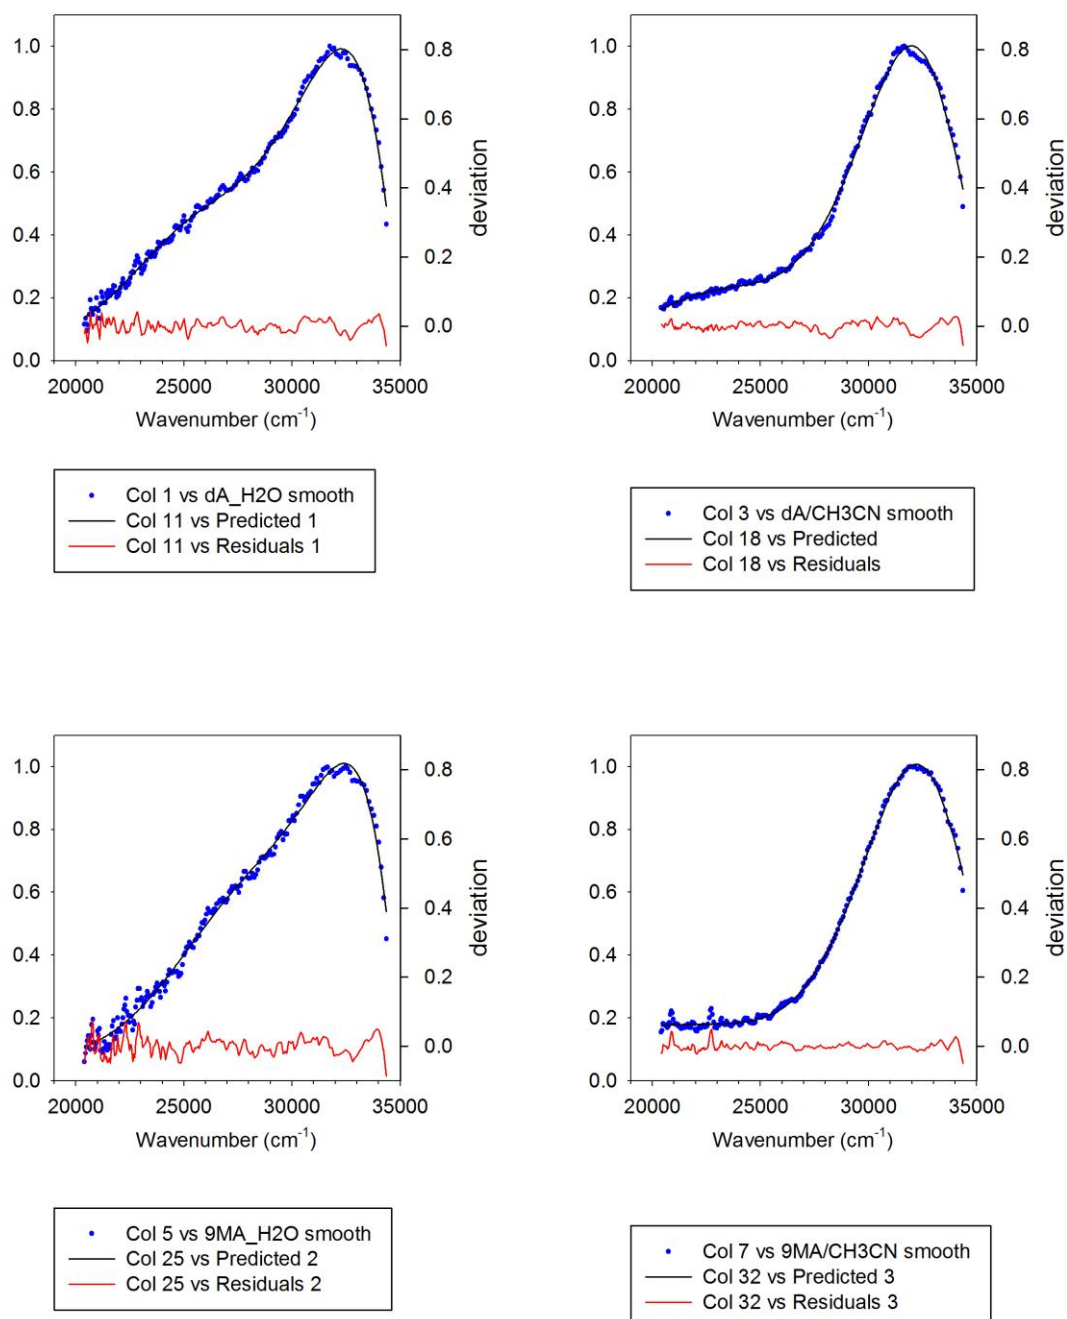 1.0
0.8
0.6
0.4
0.2
0.0
0.8
0.6
0.4
0.2
0.0
deviation
20000 25000 30000 35000
Wavenumber (cm-1)
Col 1 vs dA_H2O smooth
Col 11 vs Predicted 1
Col 11 vs Residuals 1
1.0
0.8
0.6
0.4
0.2
0.0
0.8
0.6
0.4
0.2
0.0
deviation
20000 25000 30000 35000
Wavenumber (cm-1)
Col 3 vs dA/CH3CN smooth
Col 18 vs Predicted
Col 18 vs Residuals
1.0
0.8
0.6
0.4
0.2
0.0
0.8
0.6
0.4
0.2
0.0
deviation
20000 25000 30000 35000
Wavenumber (cm-1)
Col 5 vs 9MA_H2O smooth
Col 25 vs Predicted 2
Col 25 vs Residuals 2
1.0
0.8
0.6
0.4
0.2
0.0
0.8
0.6
0.4
0.2
0.0
deviation
20000 25000 30000 35000
Wavenumber (cm-1)
Col 7 vs 9MA/CH3CN smooth
Col 32 vs Predicted 3
Col 32 vs Residuals 3